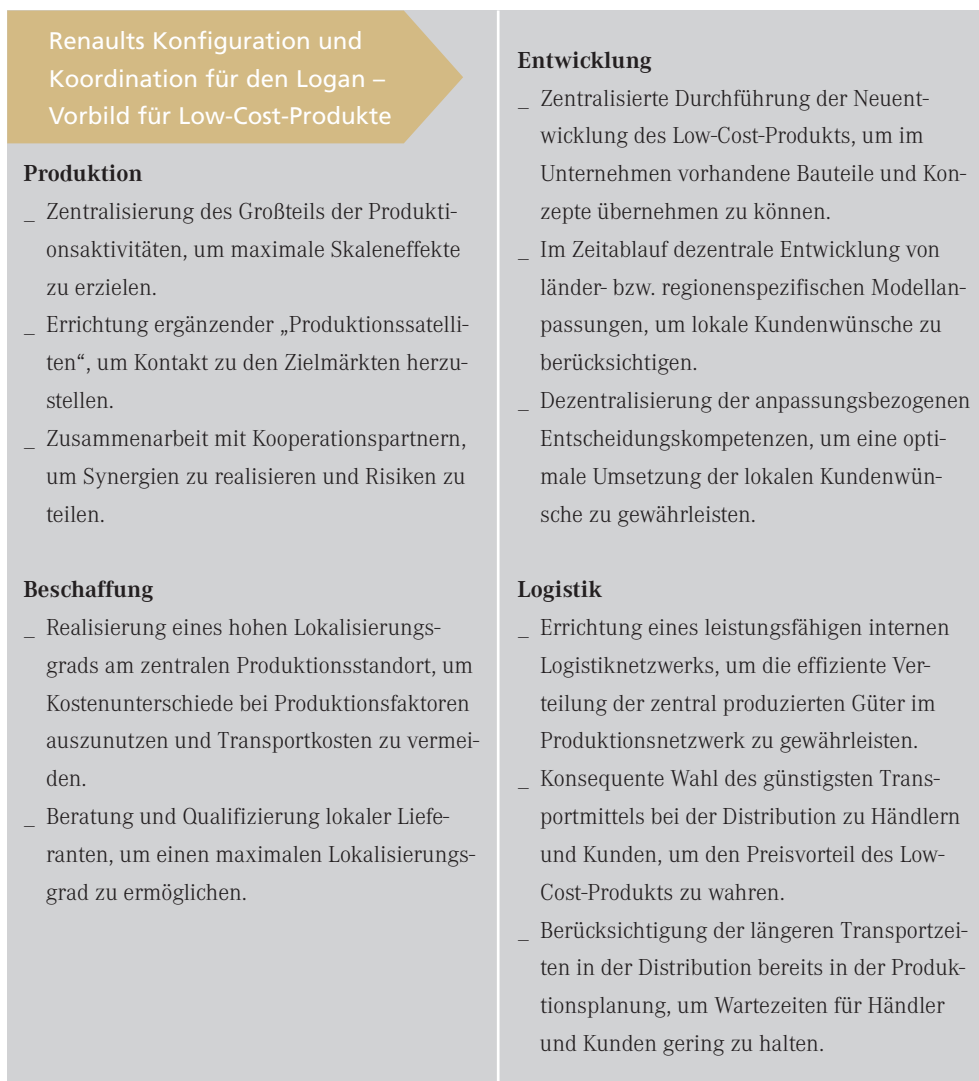 Renaults Konfiguration und
Koordination für den Logan –
Vorbild für Low-Cost-Produkte
Produktion
_ Zentralisierung des Großteils der Produkti-
onsaktivitäten, um maximale Skaleneffekte
zu erzielen.
_ Errichtung ergänzender „Produktionssatelli-
ten“, um Kontakt zu den Zielmärkten herzu-
stellen.
_ Zusammenarbeit mit Kooperationspartnern,
um Synergien zu realisieren und Risiken zu
teilen.
Beschaffung
_ Realisierung eines hohen Lokalisierungs-
grads am zentralen Produktionsstandort, um
Kostenunterschiede bei Produktionsfaktoren
auszunutzen und Transportkosten zu vermei-
den.
_ Beratung und Qualifizierung lokaler Liefe-
ranten, um einen maximalen Lokalisierungs-
grad zu ermöglichen.
Entwicklung
_ Zentralisierte Durchführung der Neuent-
wicklung des Low-Cost-Produkts, um im
Unternehmen vorhandene Bauteile und Kon-
zepte übernehmen zu können.
_ Im Zeitablauf dezentrale Entwicklung von
länder- bzw. regionenspezifischen Modellan-
passungen, um lokale Kundenwünsche zu
berücksichtigen.
_ Dezentralisierung der anpassungsbezogenen
Entscheidungskompetenzen, um eine opti-
male Umsetzung der lokalen Kundenwün-
sche zu gewährleisten.
Logistik
_ Errichtung eines leistungsfähigen internen
Logistiknetzwerks, um die effiziente Ver-
teilung der zentral produzierten Güter im
Produktionsnetzwerk zu gewährleisten.
_ Konsequente Wahl des günstigsten Trans-
portmittels bei der Distribution zu Händlern
und Kunden, um den Preisvorteil des Low-
Cost-Produkts zu wahren.
_ Berücksichtigung der längeren Transportzei-
ten in der Distribution bereits in der Produk-
tionsplanung, um Wartezeiten für Händler
und Kunden gering zu halten.